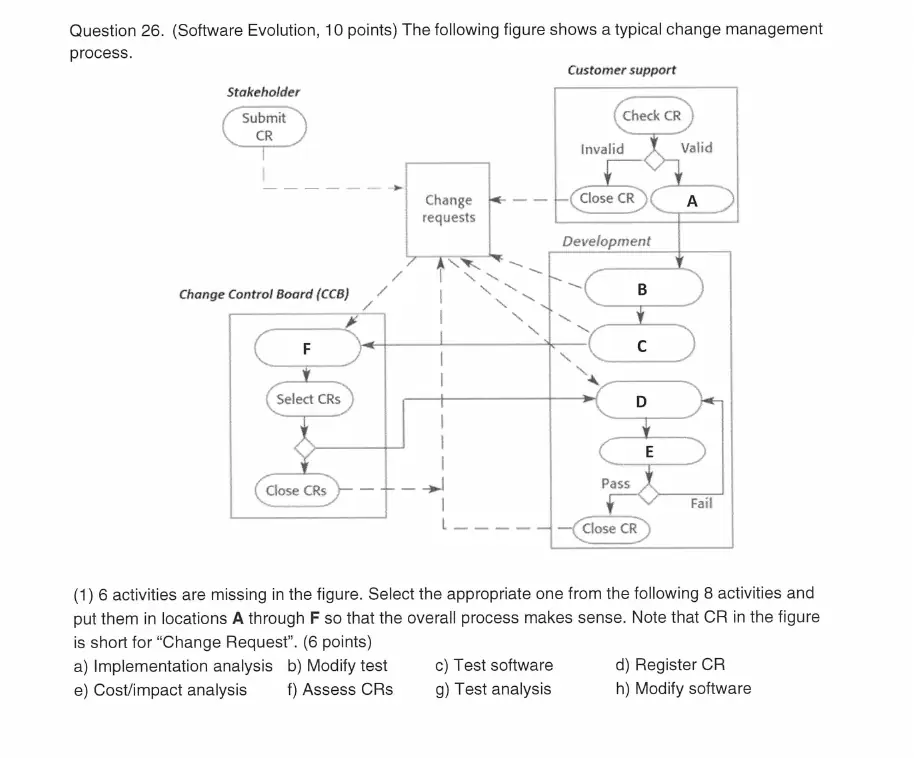 Question 26. (Software Evolution, 10 points) The following figure shows a typical change management
process.
Customer support
Stakeholder
Submit
CR
Check CR
Invalid
Valid
Change
requests
Close CR
A
Development
B
Change Control Board (CCB)
F
C
Select CRs
D
E
Close CRs
Pass
Fail
Close CR
(1) 6 activities are missing in the figure. Select the appropriate one from the following 8 activities and
put them in locations A through F so that the overall process makes sense. Note that CR in the figure
is short for “Change Request”. (6 points)
a) Implementation analysis b) Modify test c) Test software d) Register CR
e) Cost/impact analysis f) Assess CRs g) Test analysis h) Modify software